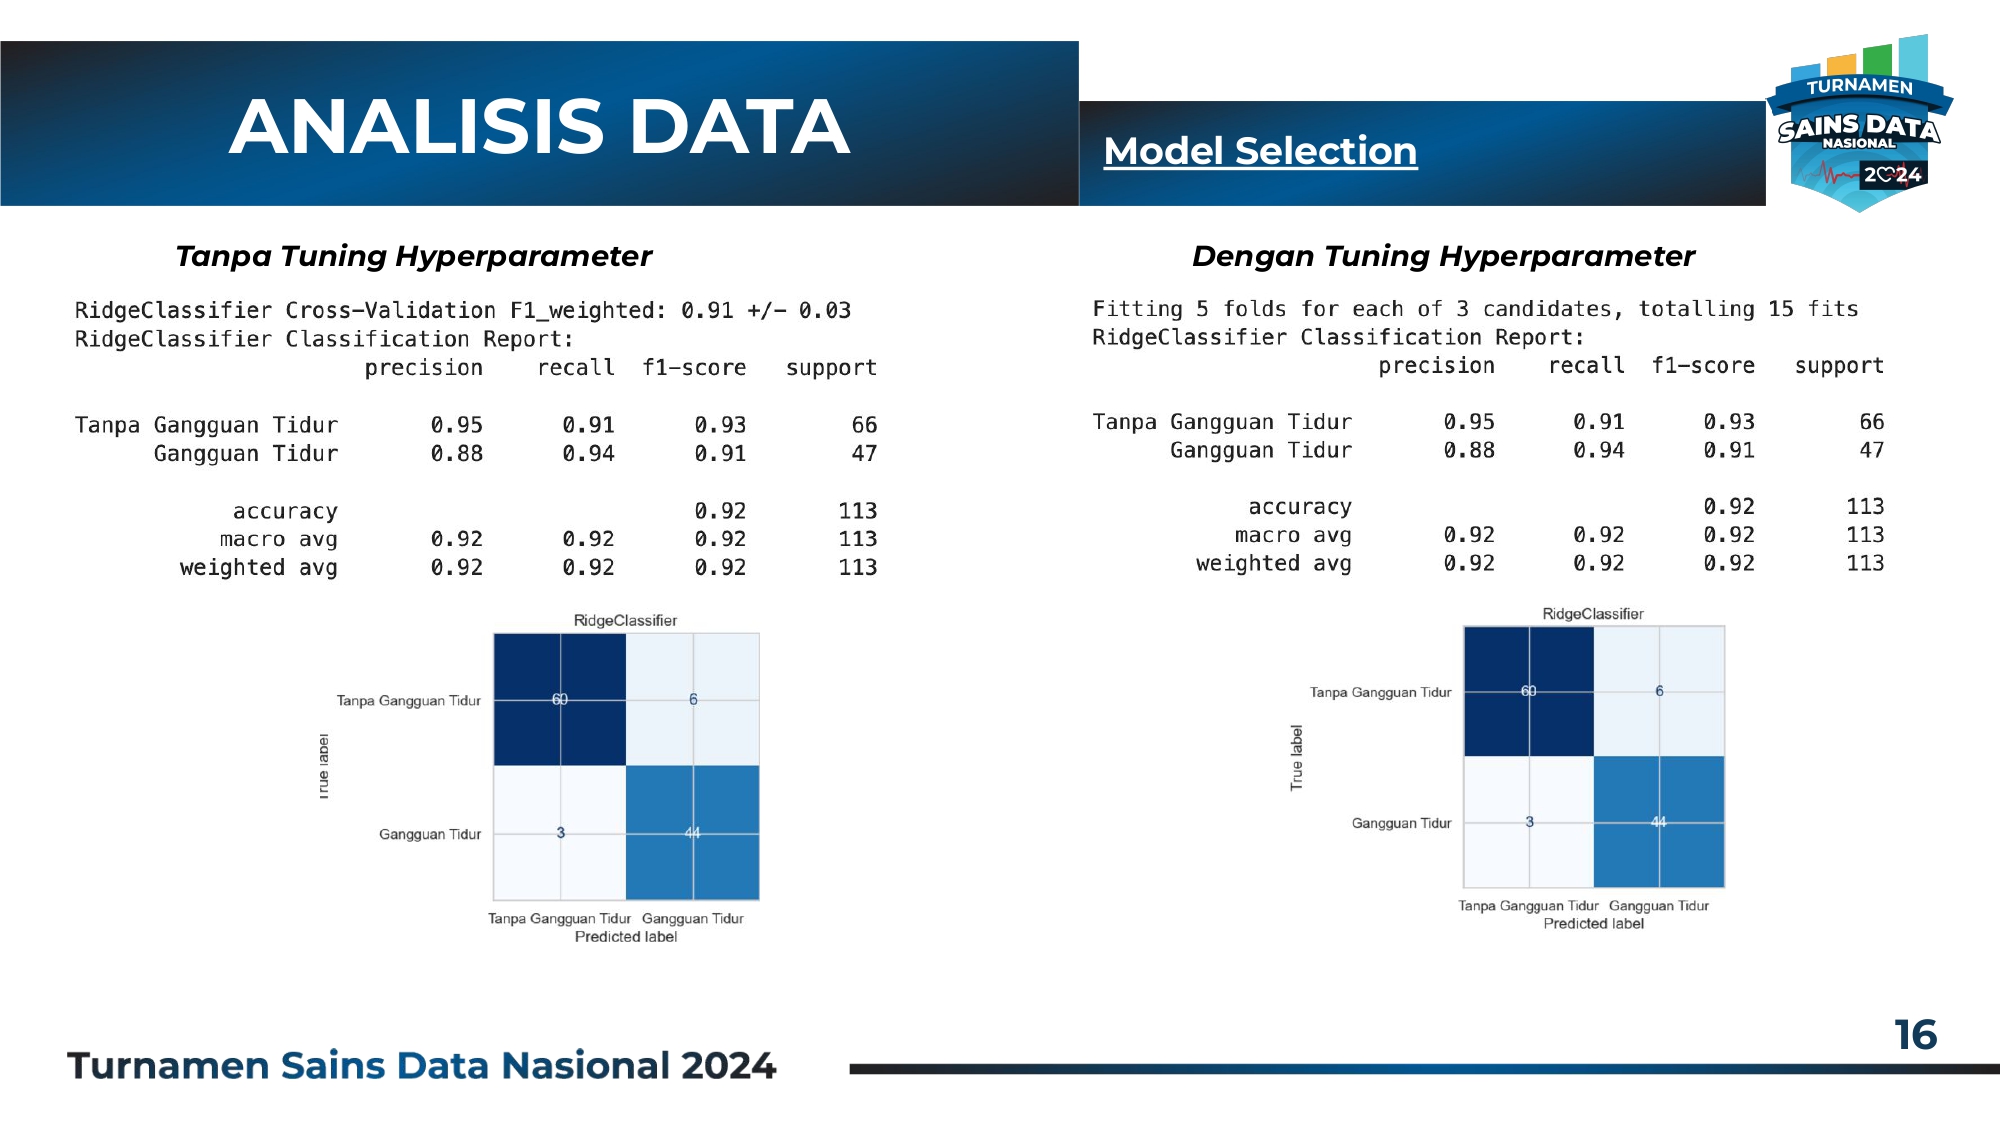 ANALISIS DATA
Model Selection
TURNAMEN
SAINS DATA
NASIONAL
2024
Tanpa Tuning Hyperparameter
RidgeClassifier Cross-Validation F1_weighted: 0.91 +/- 0.03
RidgeClassifier Classification Report:
precision recall f1-score support
Tanpa Gangguan Tidur 0.95 0.91 0.93 66
Gangguan Tidur 0.88 0.94 0.91 47
accuracy 0.92 113
macro avg 0.92 0.92 0.92 113
weighted avg 0.92 0.92 0.92 113
RidgeClassifier
Tanpa Gangguan Tidur 60 6
True label
Gangguan Tidur 3 44
Tanpa Gangguan Tidur Gangguan Tidur
Predicted label
Dengan Tuning Hyperparameter
Fitting 5 folds for each of 3 candidates, totalling 15 fits
RidgeClassifier Classification Report:
precision recall f1-score support
Tanpa Gangguan Tidur 0.95 0.91 0.93 66
Gangguan Tidur 0.88 0.94 0.91 47
accuracy 0.92 113
macro avg 0.92 0.92 0.92 113
weighted avg 0.92 0.92 0.92 113
RidgeClassifier
Tanpa Gangguan Tidur 60 6
True label
Gangguan Tidur 3 44
Tanpa Gangguan Tidur Gangguan Tidur
Predicted label
16
Turnamen Sains Data Nasional 2024